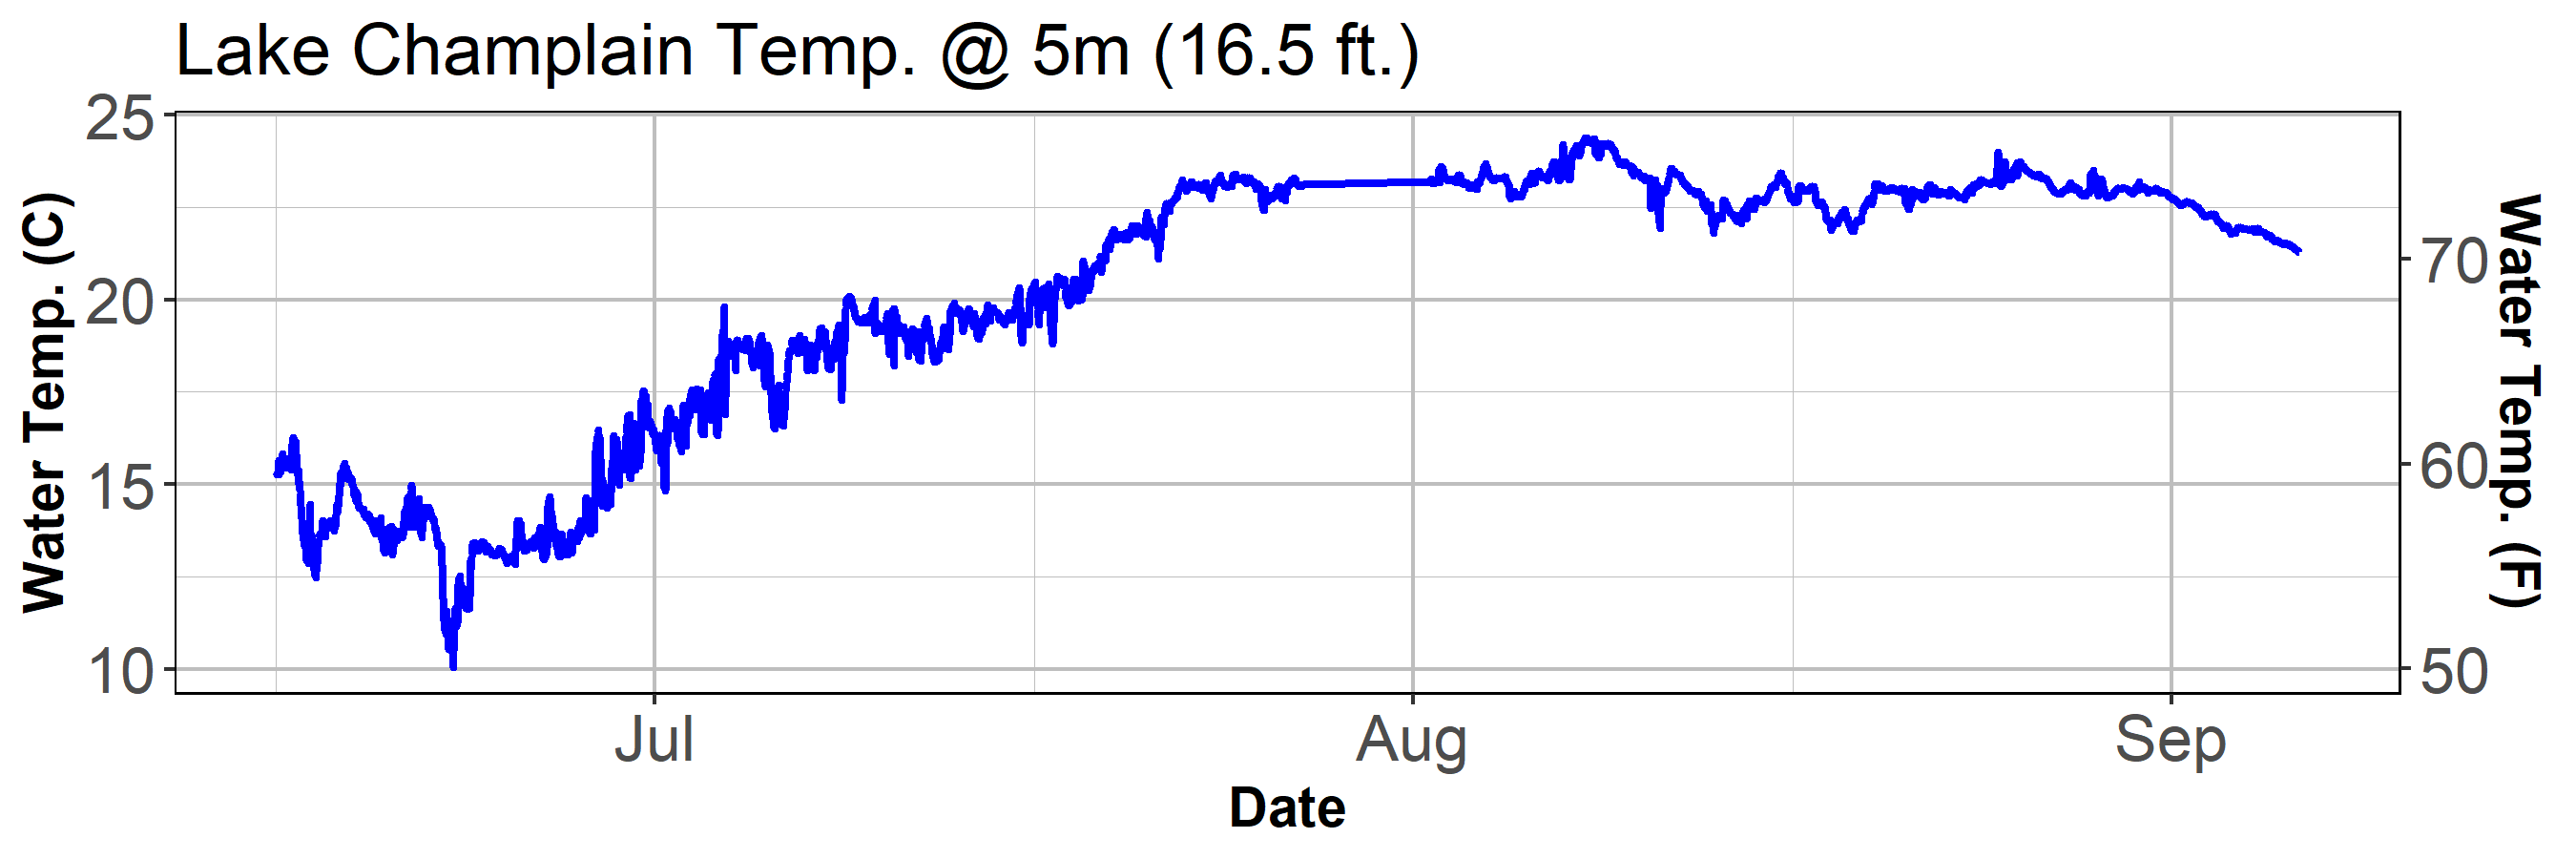 Lake Champlain Temp. @ 5m (16.5 ft.)
Water Temp. (C)
25
20
15
10
70
60
50
Water Temp. (F)
Jul
Aug
Sep
Date